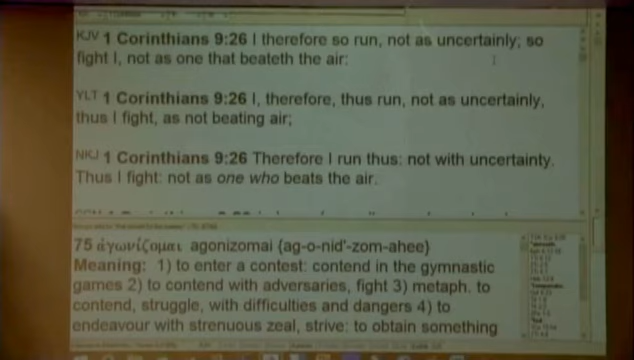 KJV 1 Corinthians 9:26 I therefore so run, not as uncertainly; so
fight I, not as one that beateth the air:
YLT 1 Corinthians 9:26 I, therefore, thus run, not as uncertainly,
thus I fight, as not beating air;
NKJ 1 Corinthians 9:26 Therefore I run thus: not with uncertainty.
Thus I fight: not as one who beats the air.
75 ἀγωνίζομαι agonizomai {ag-o-nid'-zom-ahee}
Meaning: 1) to enter a contest: contend in the gymnastic
games 2) to contend with adversaries, fight 3) metaph. to
contend, struggle, with difficulties and dangers 4) to
endeavour with strenuous zeal, strive: to obtain something